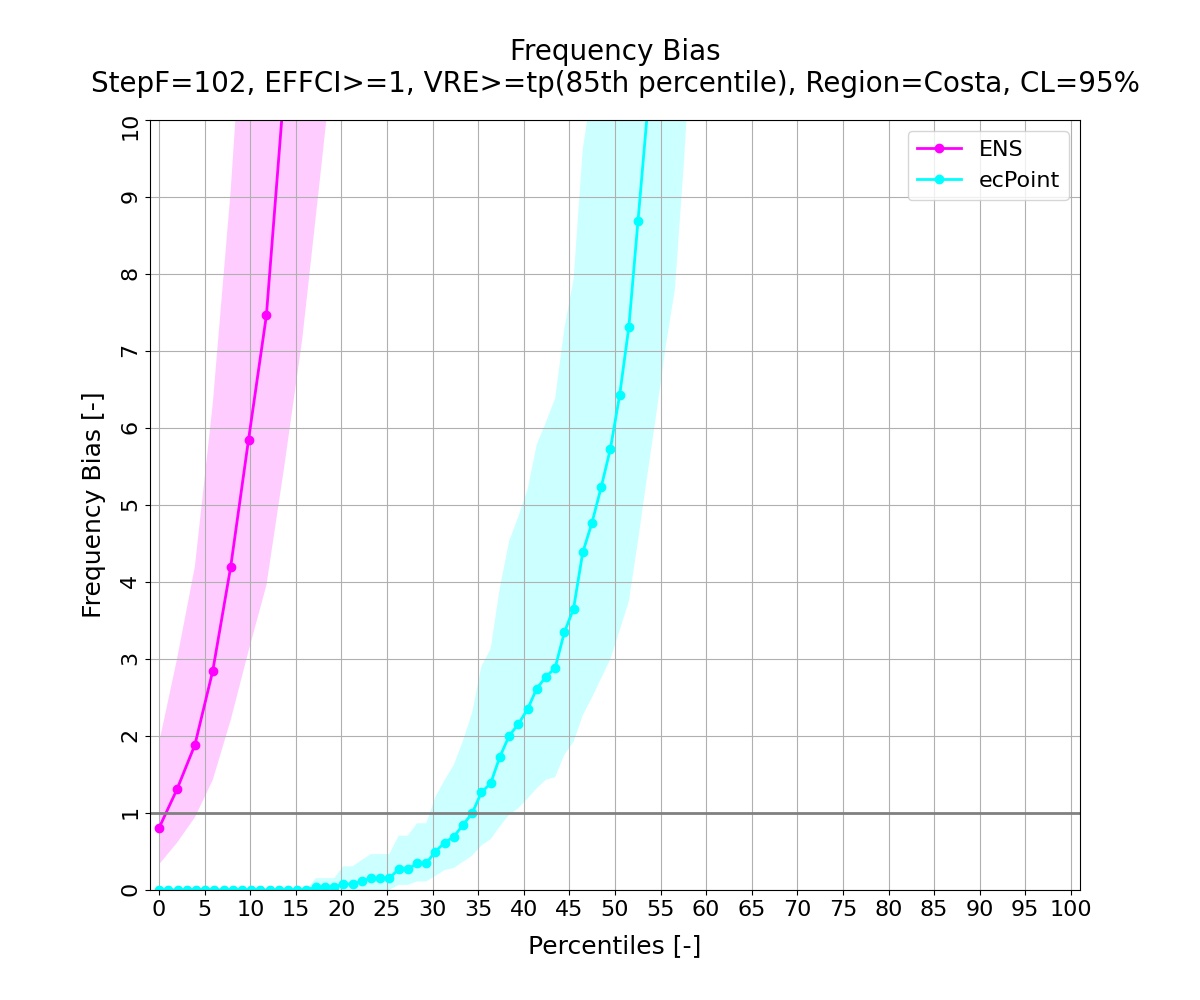 Frequency Bias
StepF=102, EFFCI>=1, VRE>=tp(85th percentile), Region=Costa, CL=95%
10
9
8
7
6
5
4
3
2
1
0
Frequency Bias [-]
ENS
ecPoint
0 5 10 15 20 25 30 35 40 45 50 55 60 65 70 75 80 85 90 95 100
Percentiles [-]